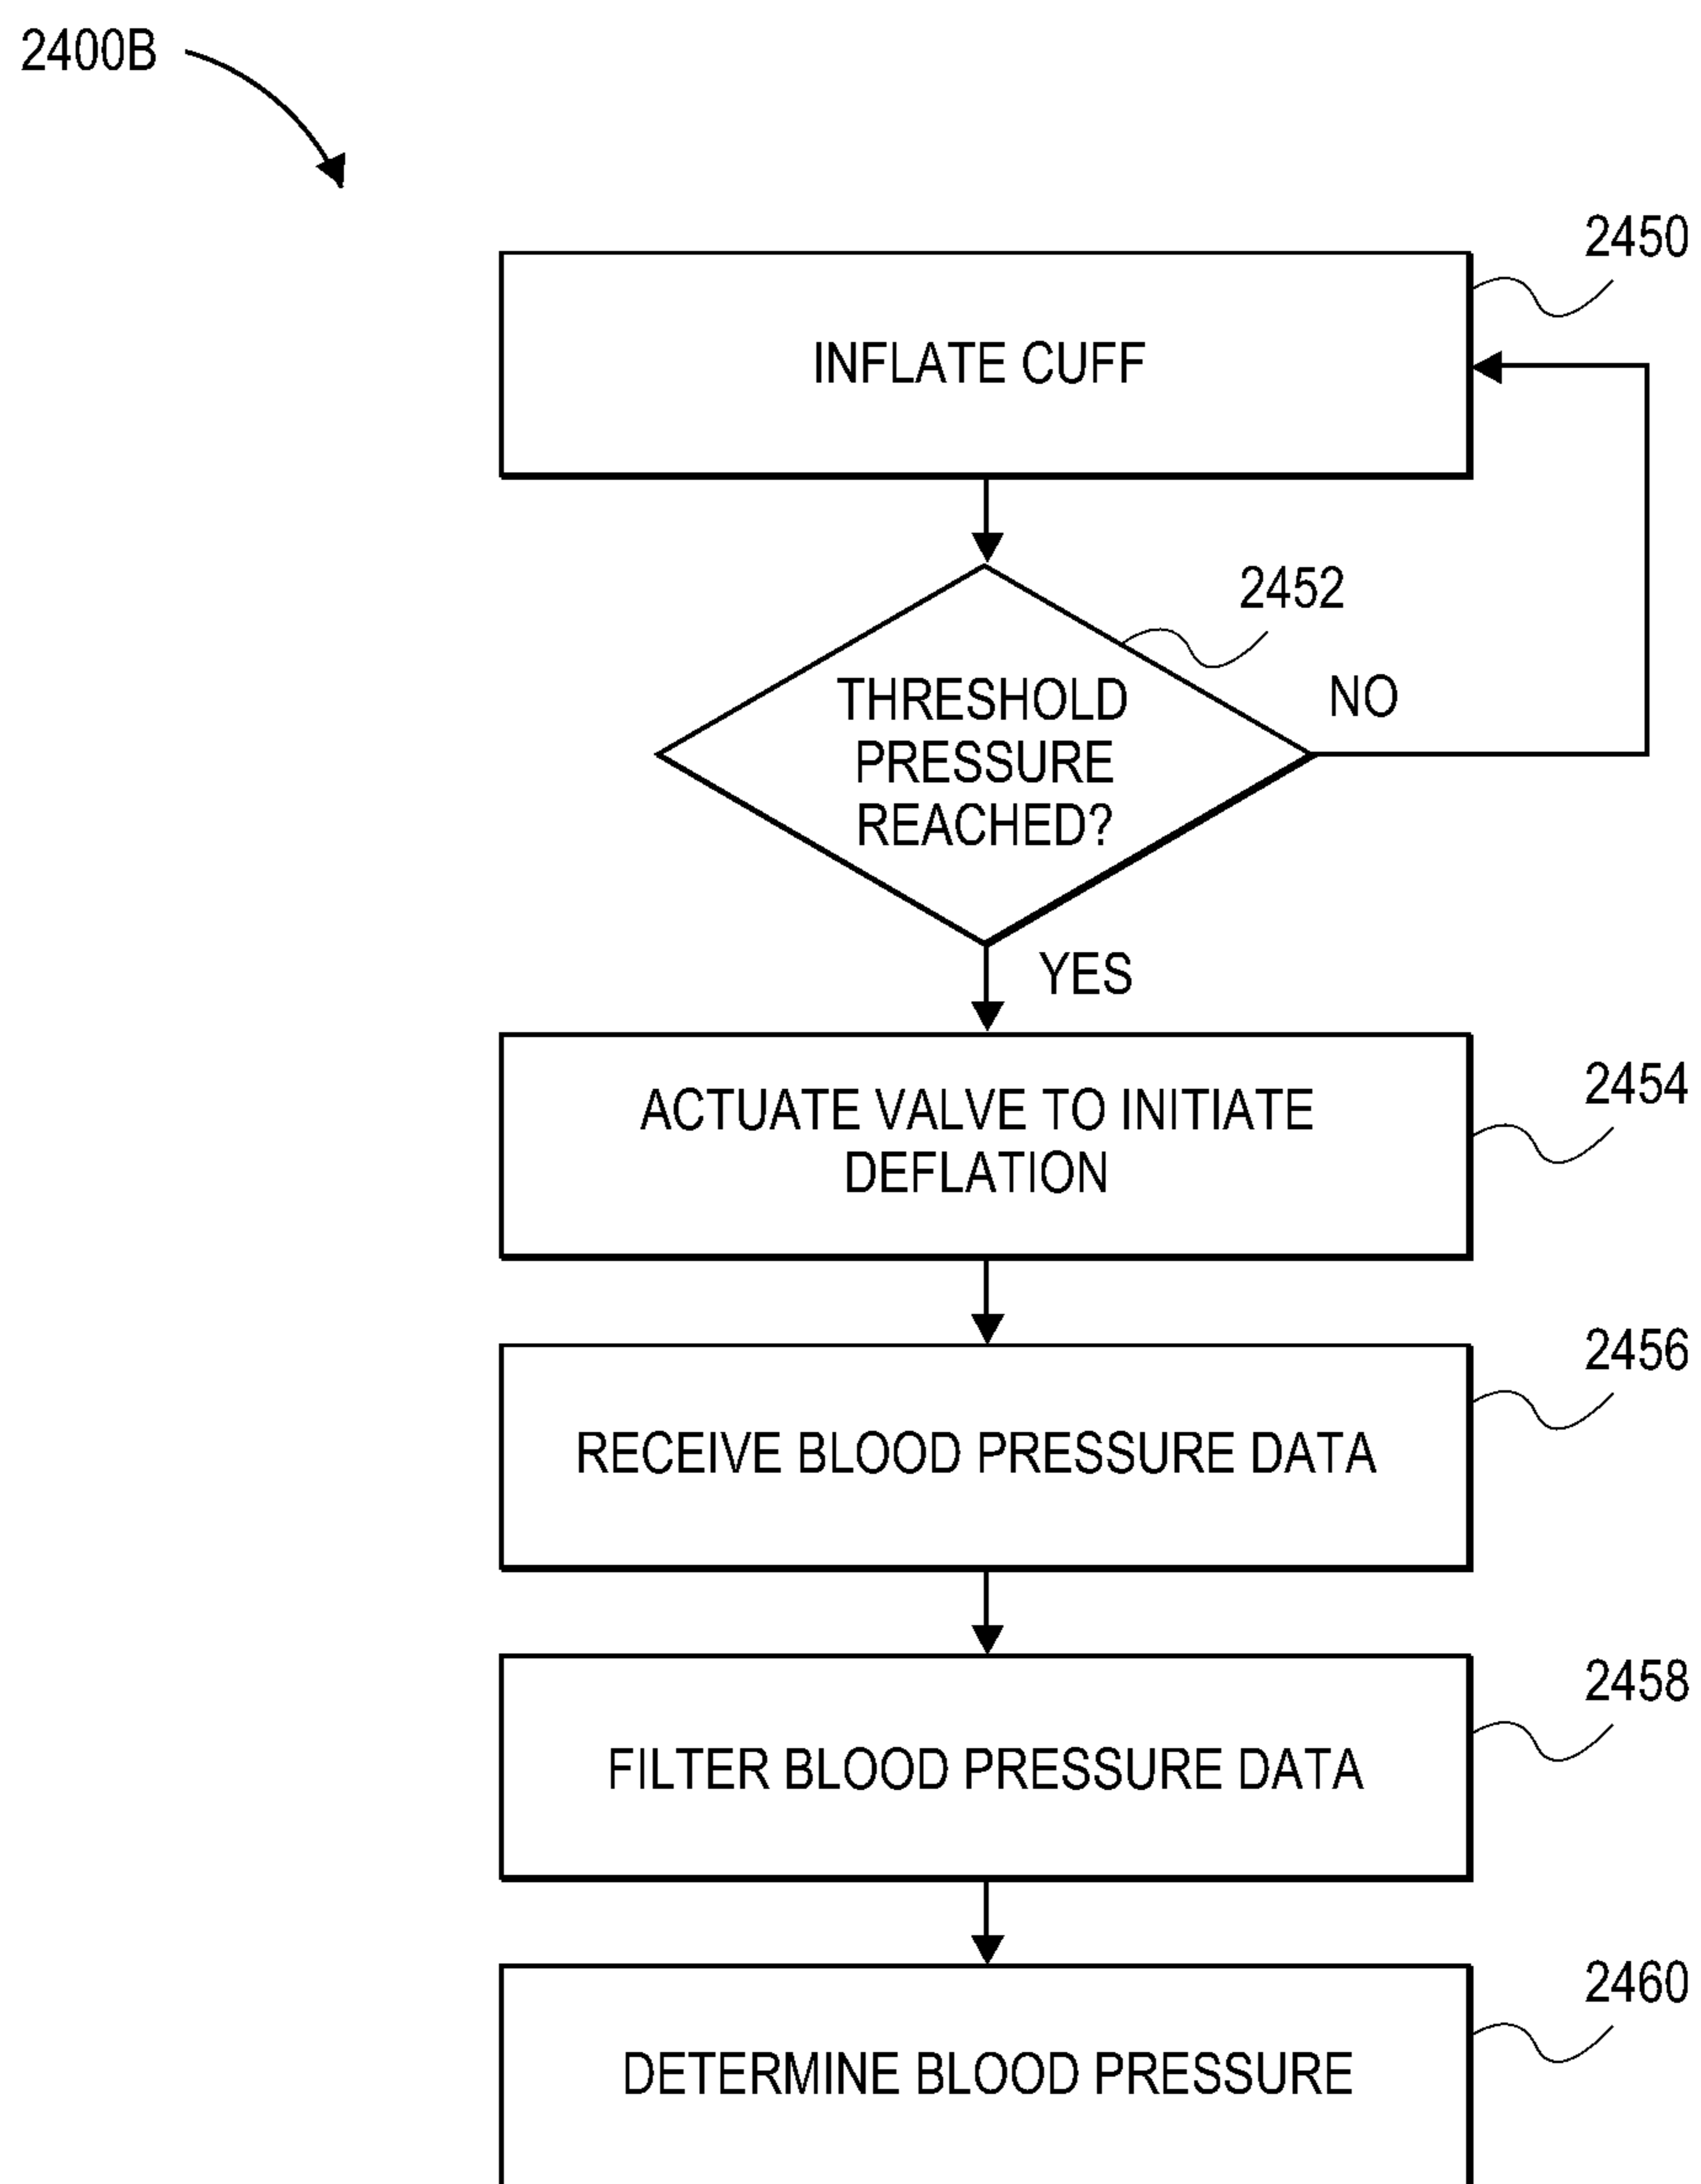 2400B
2450
INFLATE CUFF
2452
THRESHOLD
PRESSURE
REACHED?
NO
YES
2454
ACTUATE VALVE TO INITIATE
DEFLATION
2456
RECEIVE BLOOD PRESSURE DATA
2458
FILTER BLOOD PRESSURE DATA
2460
DETERMINE BLOOD PRESSURE